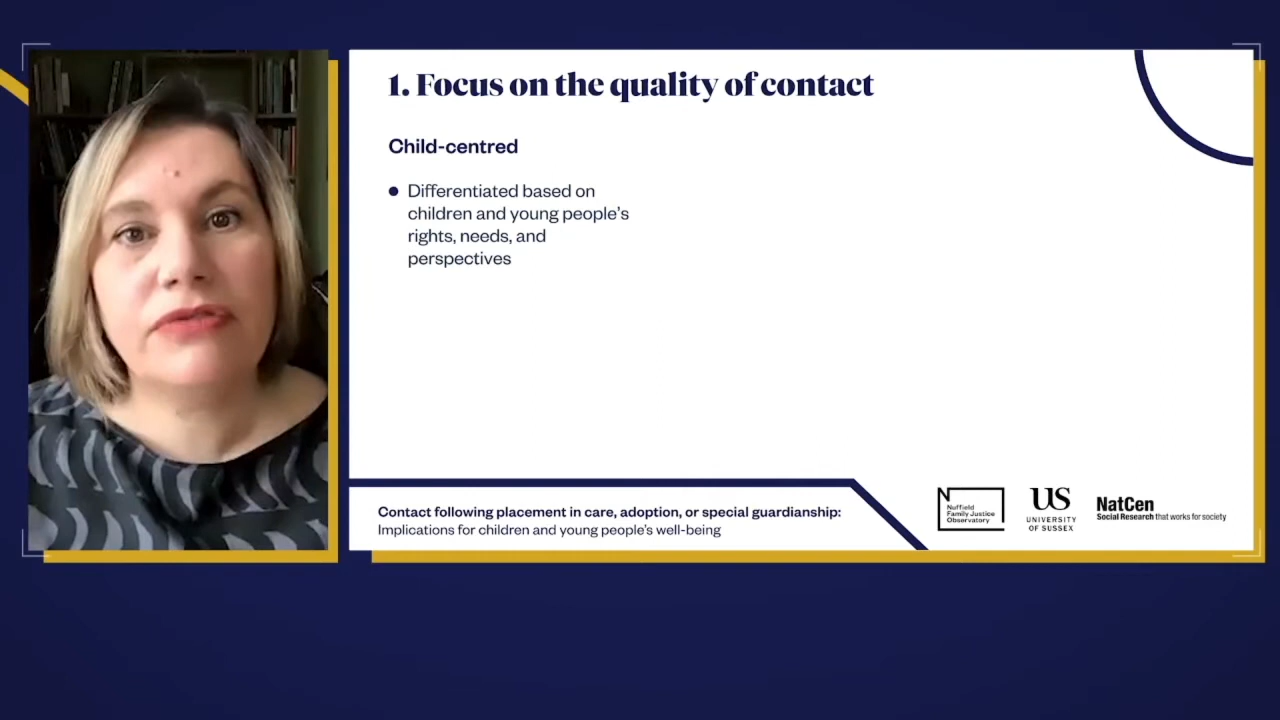 1. Focus on the quality of contact
Child-centred
● Differentiated based on
children and young people’s
rights, needs, and
perspectives
Contact following placement in care, adoption, or special guardianship:
Implications for children and young people’s well-being
Nuffield
Family Justice
Observatory
US
UNIVERSITY
OF SUSSEX
NatCen
Social Research that works for society